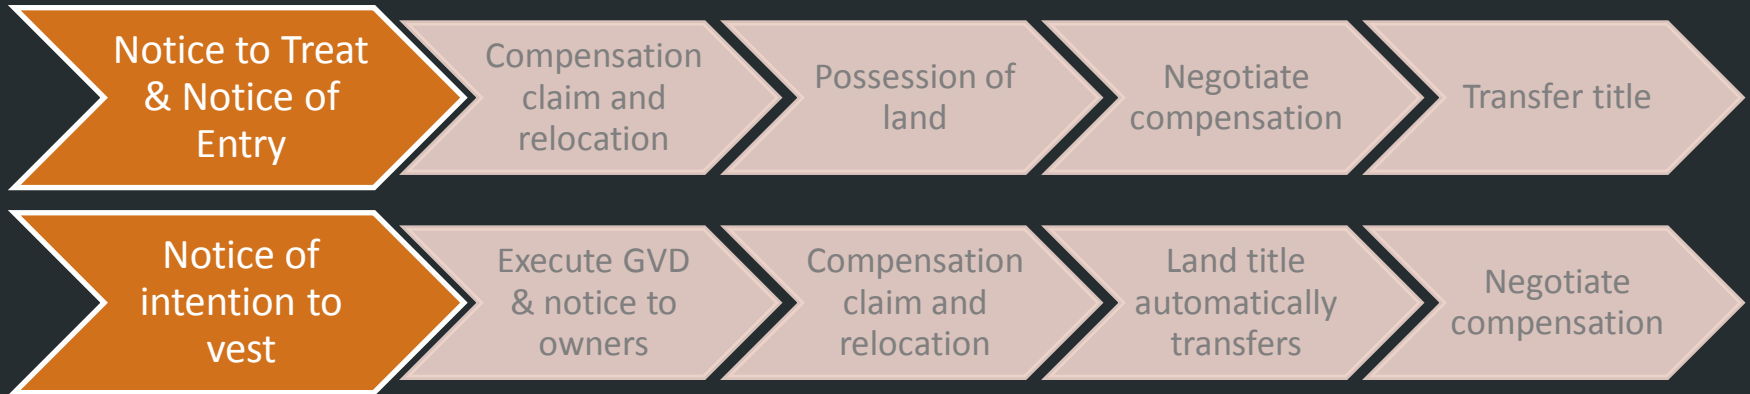 Notice to Treat
& Notice of
Entry
Compensation
claim and
relocation
Possession of
land
Negotiate
compensation
Transfer title
Notice of
intention to
vest
Execute GVD
& notice to
owners
Compensation
claim and
relocation
Land title
automatically
transfers
Negotiate
compensation